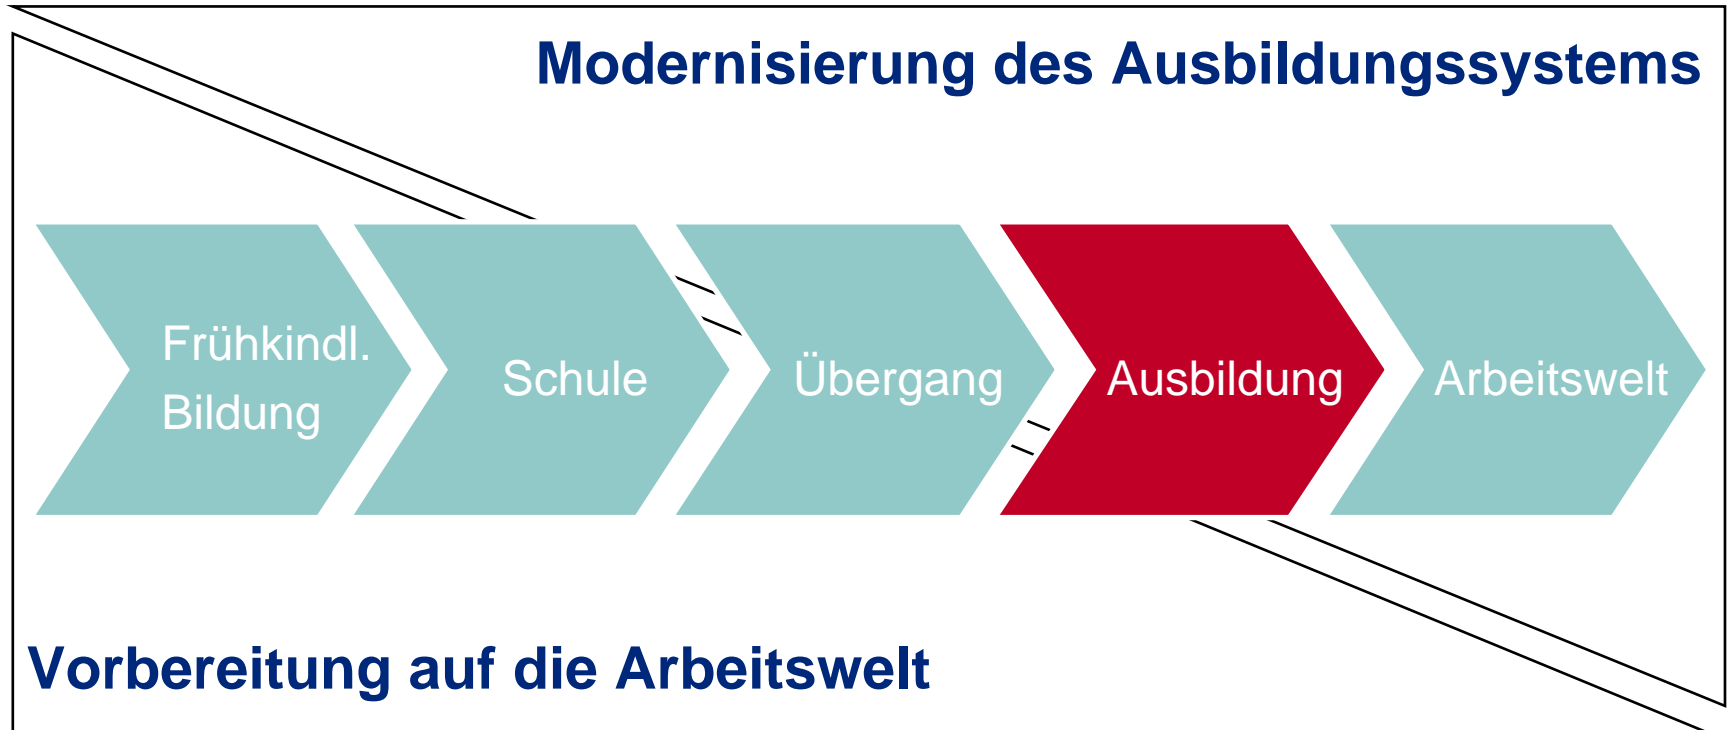 Modernisierung des Ausbildungssystems
Frühkindl.
Bildung
Schule
Übergang
Ausbildung
Arbeitswelt
Vorbereitung auf die Arbeitswelt